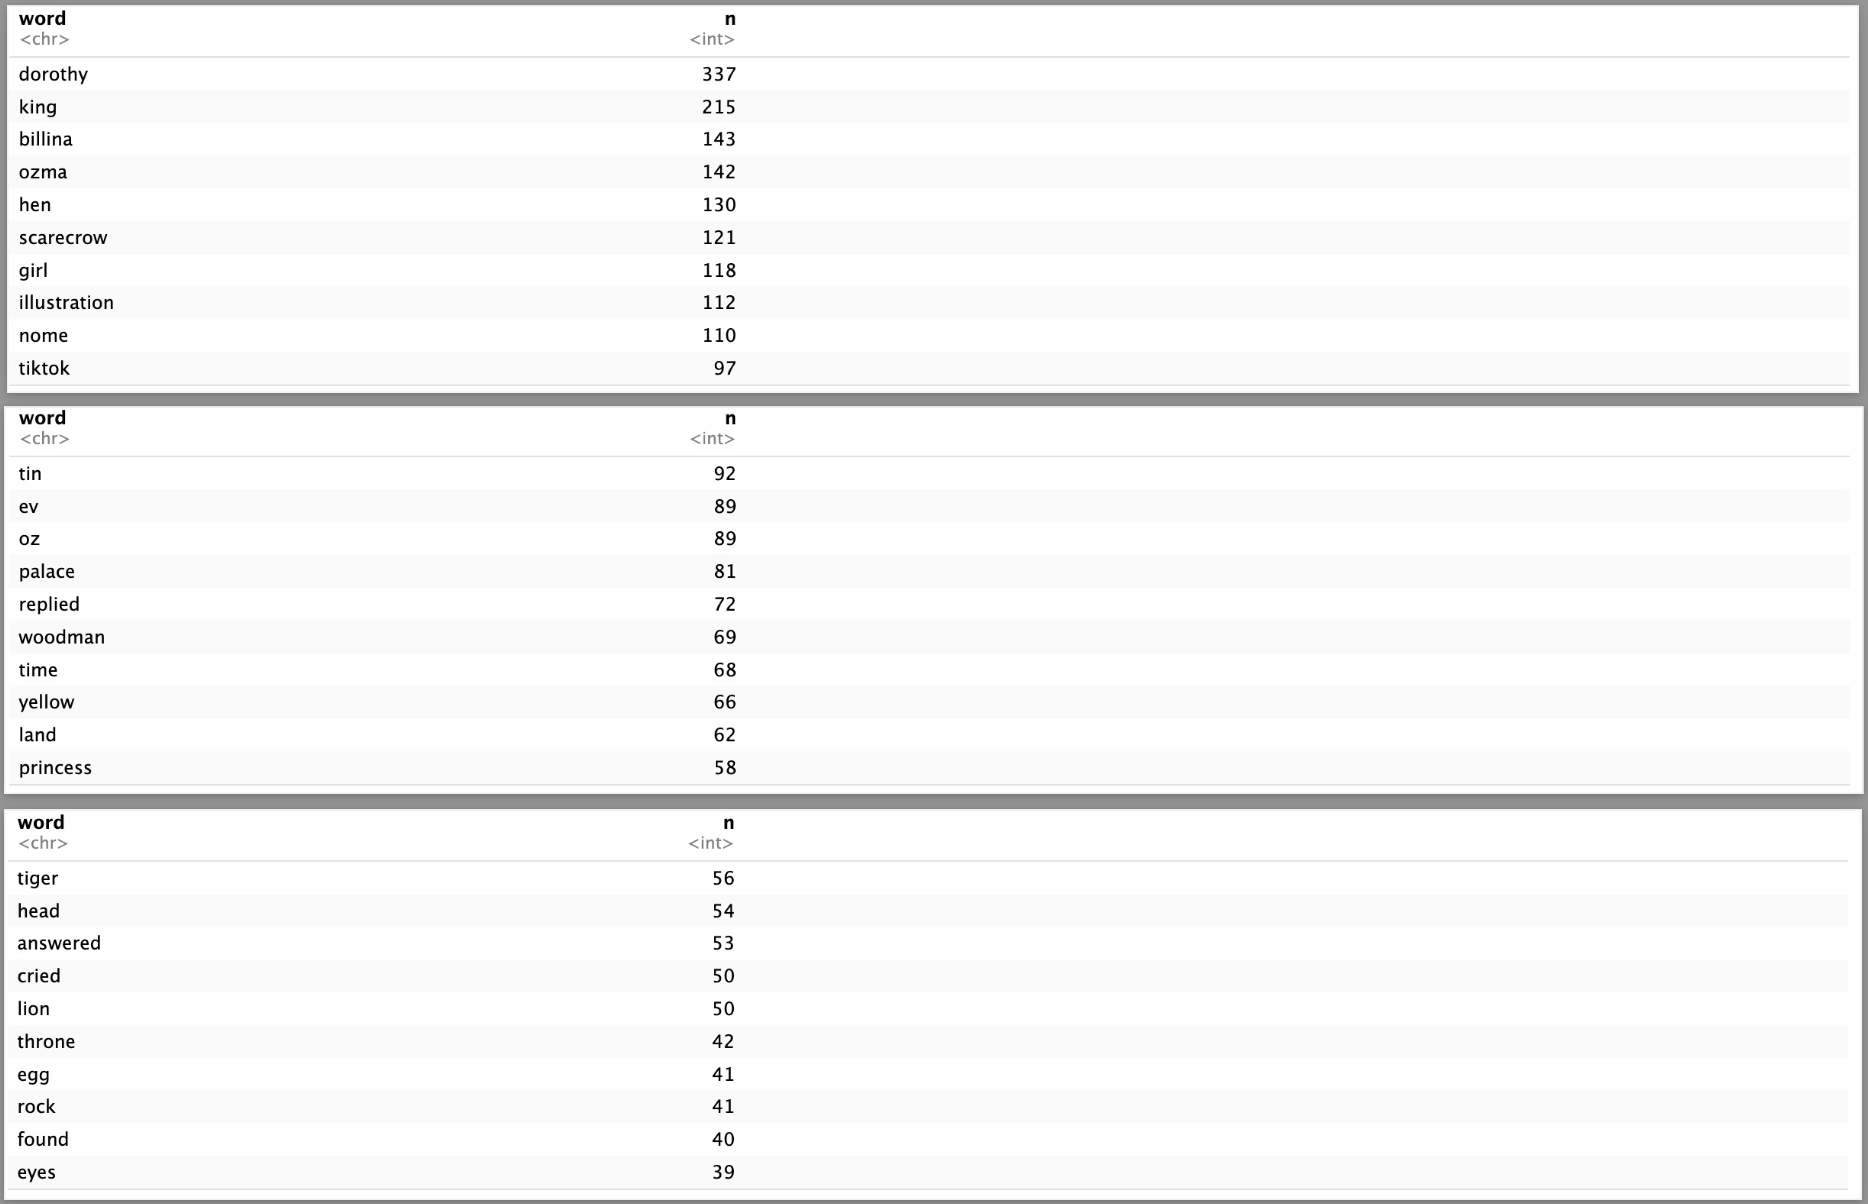 word n
<chr> <int>
dorothy 337
king 215
billina 143
ozma 142
hen 130
scarecrow 121
girl 118
illustration 112
nome 110
tiktok 97
word n
<chr> <int>
tin 92
ev 89
oz 89
palace 81
replied 72
woodman 69
time 68
yellow 66
land 62
princess 58
word n
<chr> <int>
tiger 56
head 54
answered 53
cried 50
lion 50
throne 42
egg 41
rock 41
found 40
eyes 39